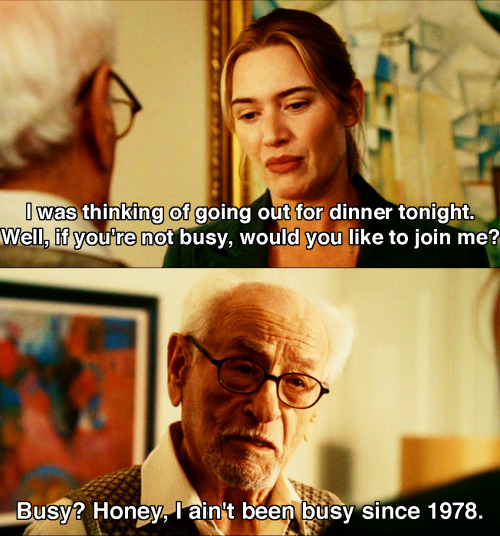 I was thinking of going out for dinner tonight.
Well, if you're not busy, would you like to join me?
Busy? Honey, I ain't been busy since 1978.